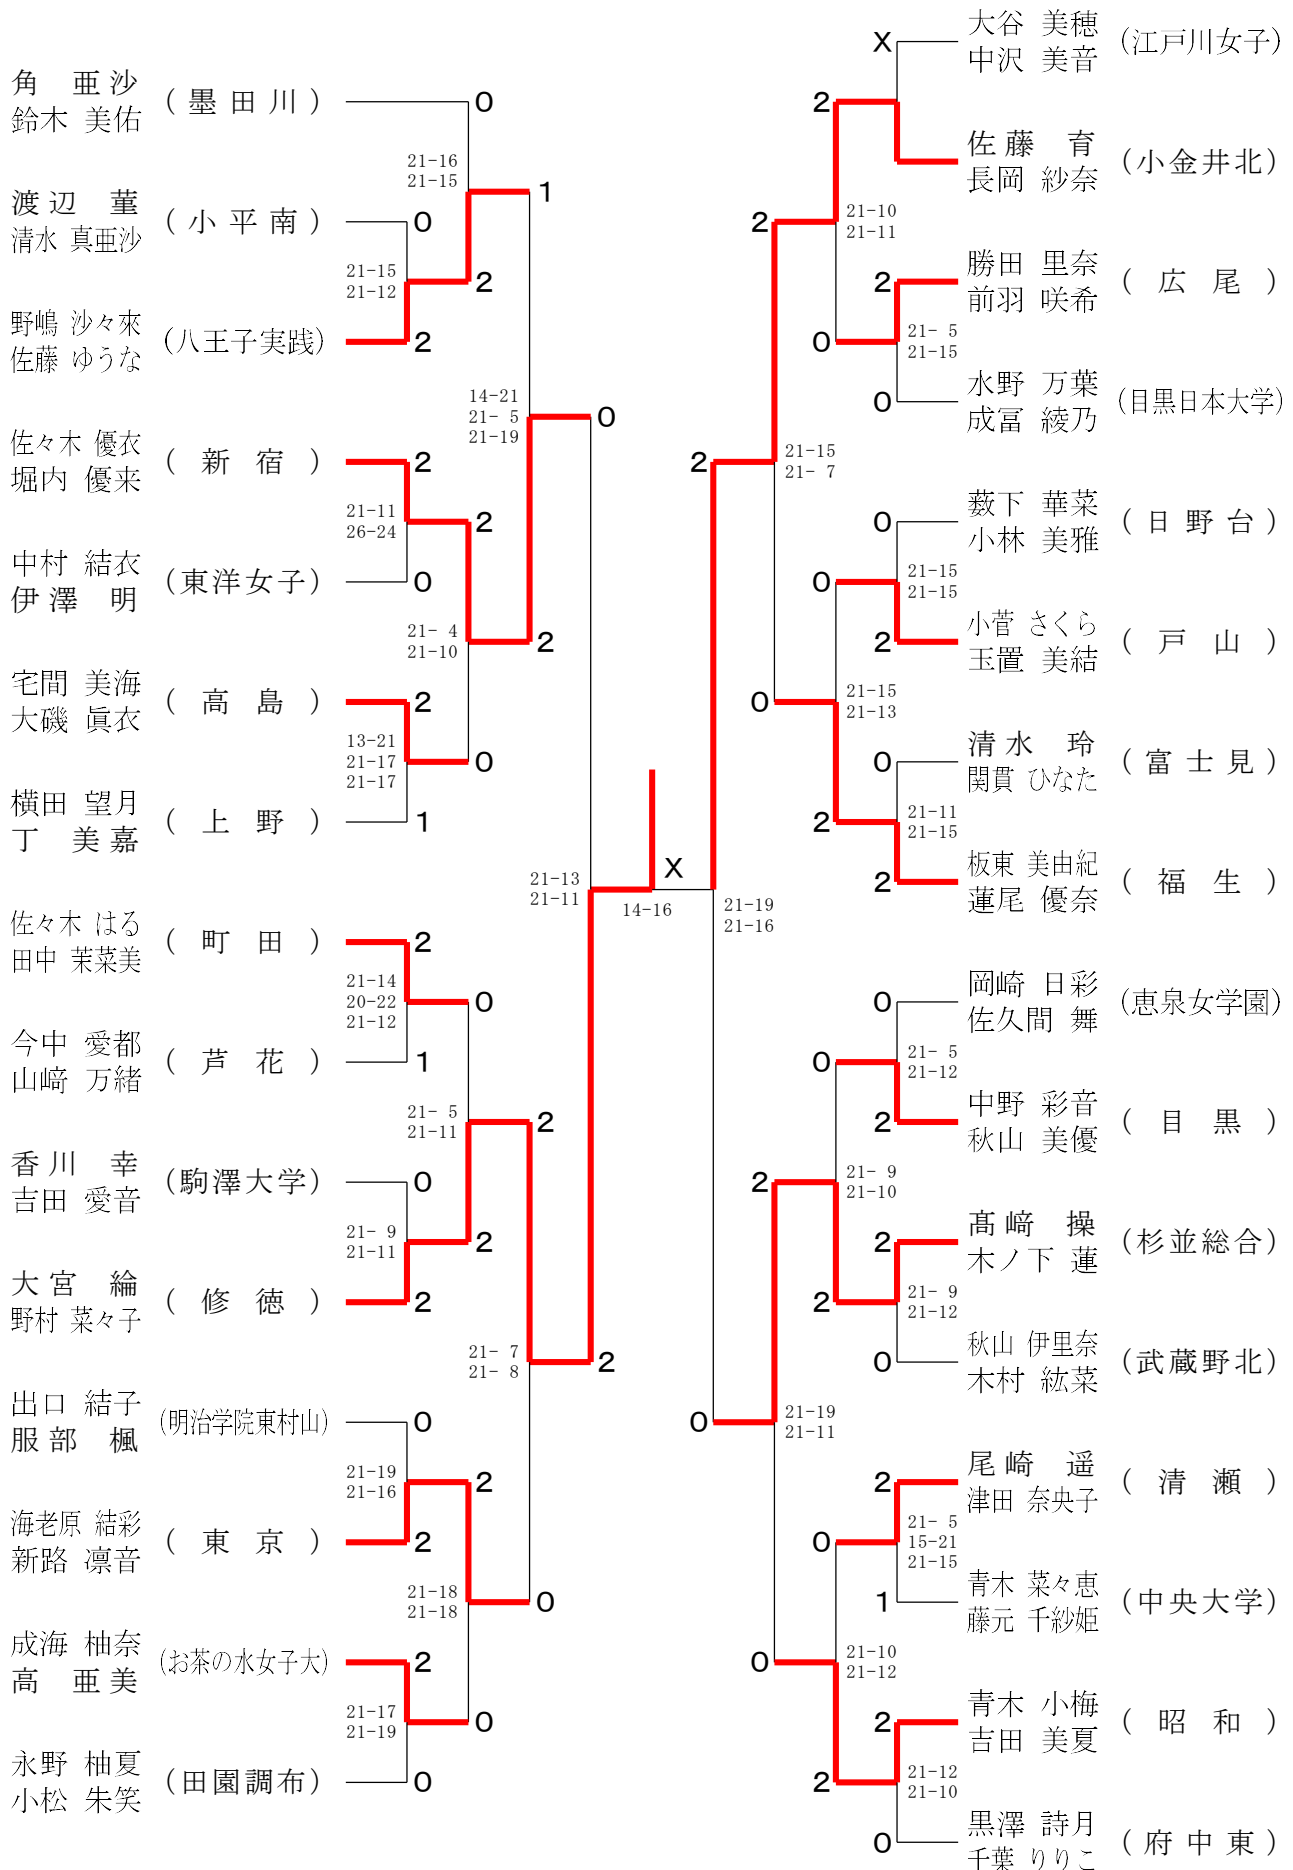 角 亜沙
鈴木 美佑
(墨田川)
0
21-16
21-15
1
渡辺 菫
清水 真亜沙
(小平南)
0
21-15
21-12
2
野嶋 沙々來
佐藤 ゆうな
(八王子実践)
2
14-21
21- 5
21-19
0
佐々木 優衣
堀内 優来
(新宿)
2
21-11
26-24
2
中村 結衣
伊澤 明
(東洋女子)
0
21- 4
21-10
2
宅間 美海
大磯 眞衣
(高島)
2
13-21
21-17
21-17
0
横田 望月
丁 美嘉
(上野)
1
21-13
21-11
X
14-16
佐々木 はる
田中 茉菜美
(町田)
2
21-14
20-22
21-12
0
今中 愛都
山﨑 万緒
(芦花)
1
21- 5
21-11
2
香川 幸
吉田 愛音
(駒澤大学)
0
21- 9
21-11
2
大宮 綸
野村 菜々子
(修徳)
2
21- 7
21- 8
2
出口 結子
服部 楓
(明治学院東村山)
0
21-19
21-16
2
海老原 結彩
新路 凛音
(東京)
2
21-18
21-18
0
成海 柚奈
高 亜美
(お茶の水女子大)
2
21-17
21-19
0
永野 柚夏
小松 朱笑
(田園調布)
0
X
大谷 美穂
中沢 美音
(江戸川女子)
2
佐藤 育
長岡 紗奈
(小金井北)
2
21-10
21-11
2
勝田 里奈
前羽 咲希
(広尾)
0
21- 5
21-15
0
水野 万葉
成冨 綾乃
(目黒日本大学)
2
21-15
21- 7
0
薮下 華菜
小林 美雅
(日野台)
0
21-15
21-15
2
小菅 さくら
玉置 美結
(戸山)
0
21-15
21-13
0
清水 玲
関貫 ひなた
(富士見)
2
21-11
21-15
2
板東 美由紀
蓮尾 優奈
(福生)
21-19
21-16
0
岡崎 日彩
佐久間 舞
(恵泉女学園)
0
21- 5
21-12
2
中野 彩音
秋山 美優
(目黒)
2
21- 9
21-10
2
髙﨑 操
木ノ下 蓮
(杉並総合)
2
21- 9
21-12
0
秋山 伊里奈
木村 紘菜
(武蔵野北)
0
21-19
21-11
2
尾崎 遥
津田 奈央子
(清瀬)
0
21- 5
15-21
21-15
1
青木 菜々恵
藤元 千紗姫
(中央大学)
0
21-10
21-12
2
青木 小梅
吉田 美夏
(昭和)
2
21-12
21-10
0
黒澤 詩月
千葉 りりこ
(府中東)